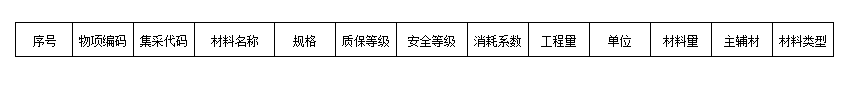 序号 物项编码 集采代码 材料名称 规格 质保等级 安全等级 消耗系数 工程量 单位 材料量 主辅材 材料类型